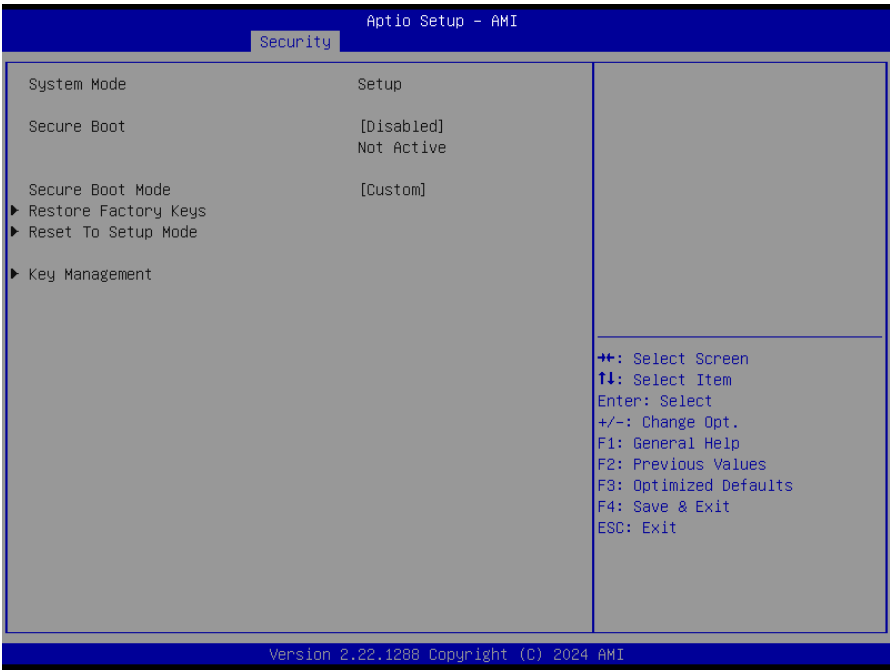 Aptio Setup – AMI
Security
System Mode Setup
Secure Boot [Disabled]
Not Active
Secure Boot Mode [Custom]
▶ Restore Factory Keys
▶ Reset To Setup Mode
▶ Key Management
→←: Select Screen
↑↓: Select Item
Enter: Select
+/-: Change Opt.
F1: General Help
F2: Previous Values
F3: Optimized Defaults
F4: Save & Exit
ESC: Exit
Version 2.22.1288 Copyright (C) 2024 AMI